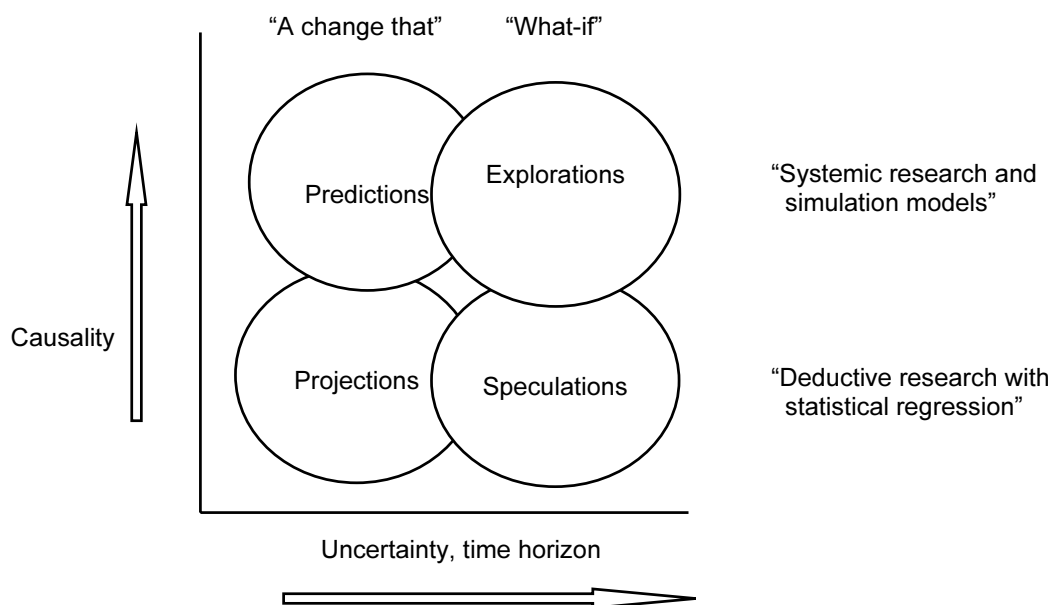 “A change that” “What-if”
Explorations
Predictions
“Systemic research and
simulation models”
Causality
Projections
Speculations
“Deductive research with
statistical regression”
Uncertainty, time horizon